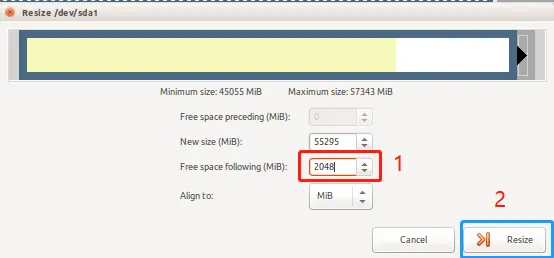 Resize /dev/sda1
Minimum size: 45055 MiB Maximum size: 57343 MiB
Free space preceding (MiB): 0
New size (MiB): 55295
Free space following (MiB): 2048 1
Align to: MiB
2
Cancel Resize